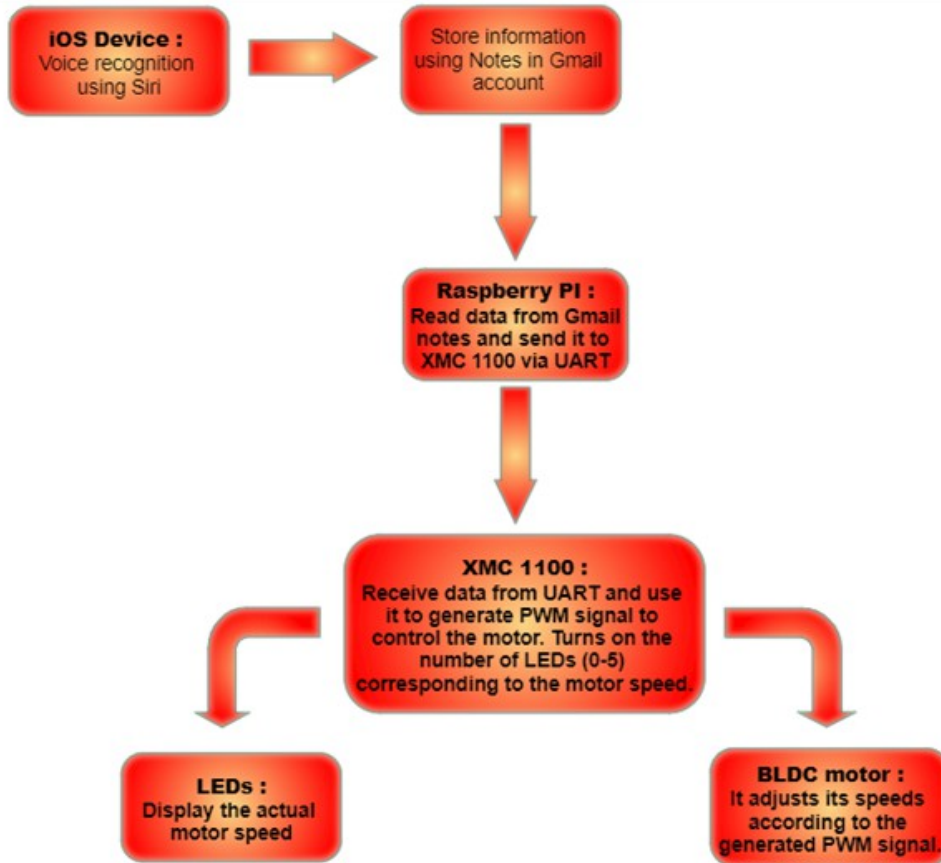 iOS Device :
Voice recognition
using Siri
Store information
using Notes in Gmail
account
Raspberry PI :
Read data from Gmail
notes and send it to
XMC 1100 via UART
XMC 1100 :
Receive data from UART and use
it to generate PWM signal to
control the motor. Turns on the
number of LEDs (0-5)
corresponding to the motor speed.
LEDs :
Display the actual
motor speed
BLDC motor :
It adjusts its speeds
according to the
generated PWM signal.